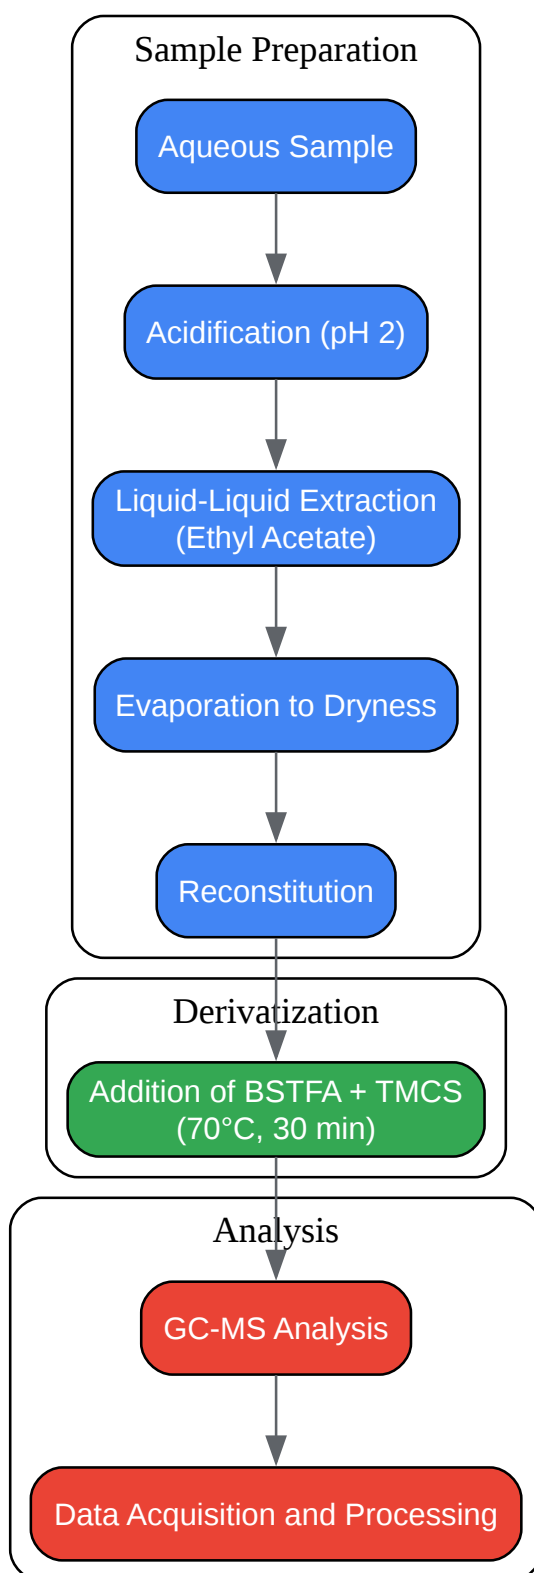 Sample Preparation
Aqueous Sample
Acidification (pH 2)
Liquid-Liquid Extraction
(Ethyl Acetate)
Evaporation to Dryness
Reconstitution
Derivatization
Addition of BSTFA + TMCS
(70°C, 30 min)
Analysis
GC-MS Analysis
Data Acquisition and Processing